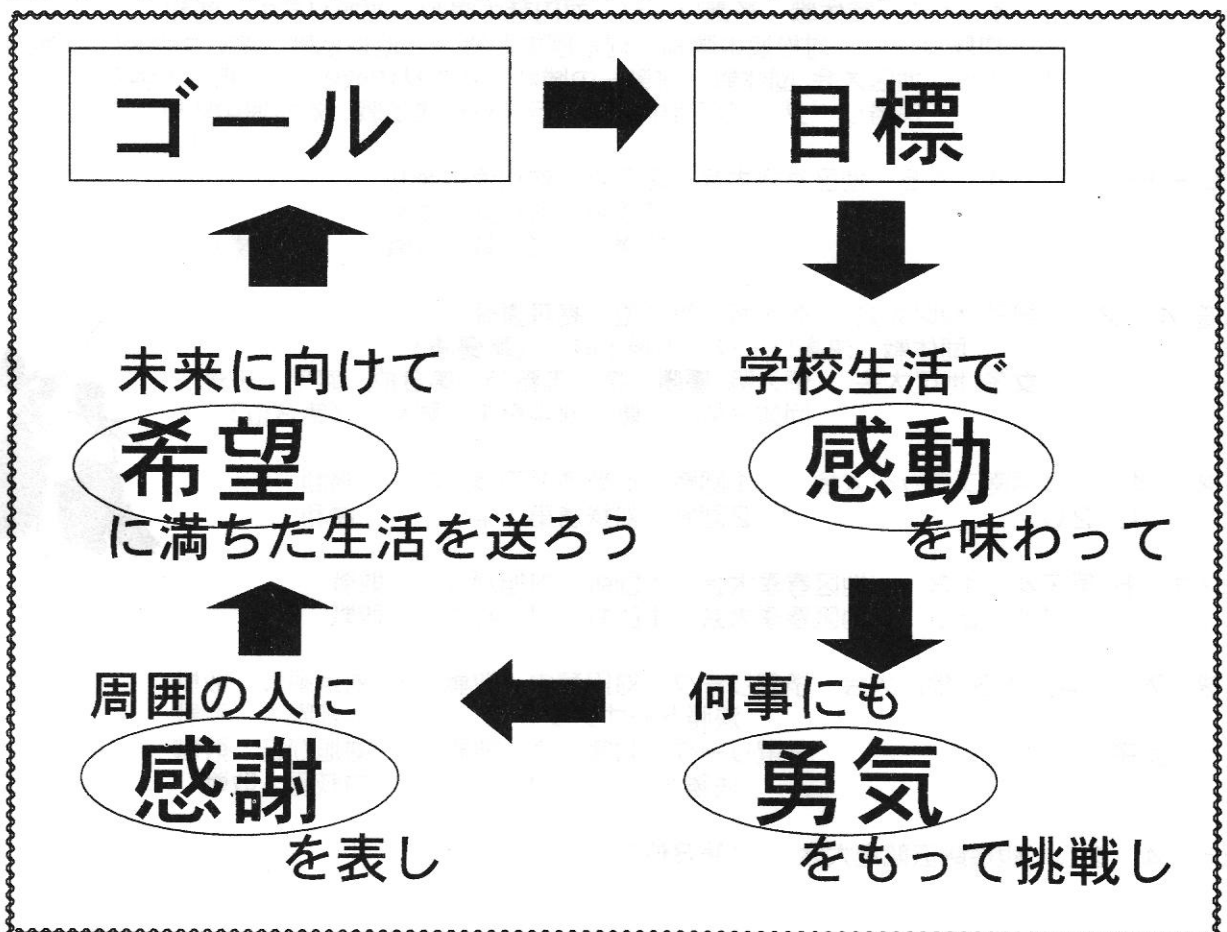 ゴール
目標
学校生活で
感動
を味わって
何事にも
勇気
をもって挑戦し
周囲の人に
感謝
を表し
未来に向けて
希望
に満ちた生活を送ろう